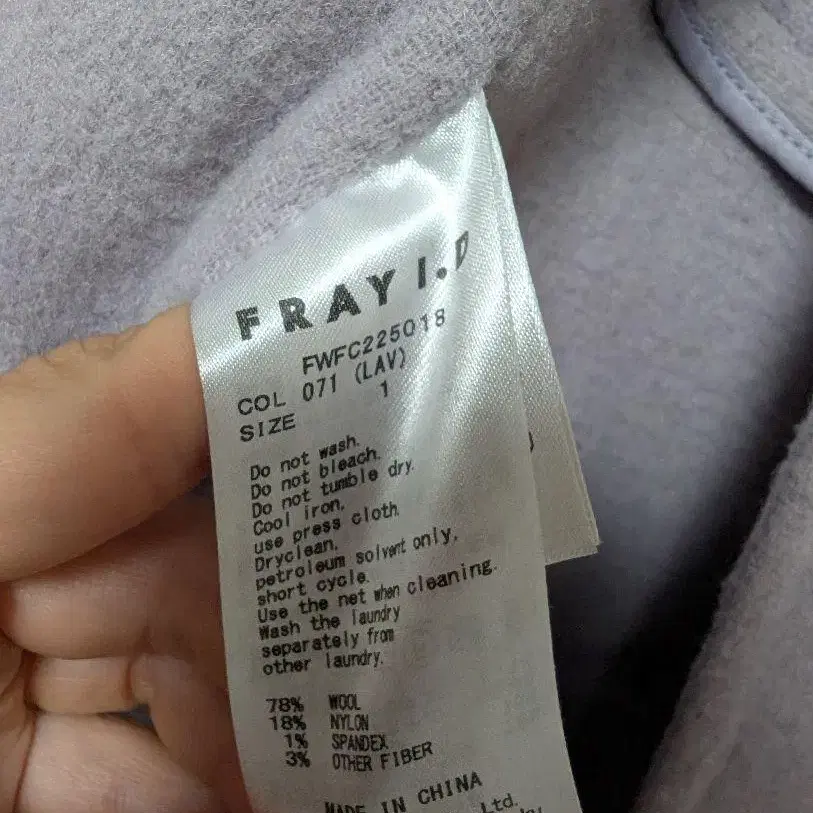 FRAY I.D
FWFC225018
COL 071 (LAV)
SIZE 1
Do not wash.
Do not bleach.
Do not tumble dry.
Cool iron.
use press cloth
Dryclean.
petroleum solvent only.
short cycle.
Use the net when cleaning.
Wash the laundry
separately from
other laundry.
78% WOOL
18% NYLON
1% SPANDEX
3% OTHER FIBER
MADE IN CHINA
Ltd.